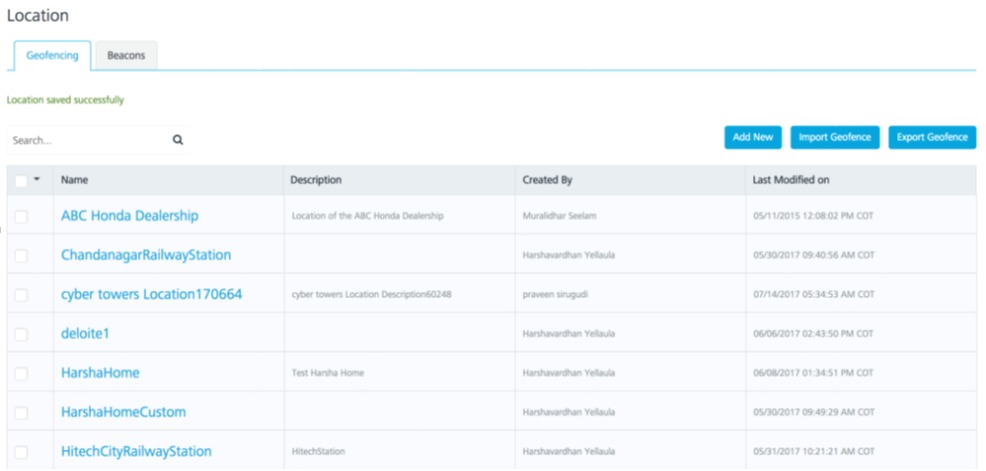 Location
Geofencing Beacons
Location saved successfully
Search... Add New Import Geofence Export Geofence
Name Description Created By Last Modified on
ABC Honda Dealership Location of the ABC Honda Dealership Muralidhar Seelam 05/11/2015 12:08:02 PM COT
ChandanagarRailwayStation Harshavardhan Yellaula 05/30/2017 09:40:56 AM COT
cyber towers Location170664 cyber towers Location Description60248 praveen sirugudi 07/14/2017 05:34:53 AM COT
deloite1 Harshavardhan Yellaula 06/06/2017 02:43:50 PM COT
HarshaHome Test Harsha Home Harshavardhan Yellaula 06/08/2017 01:34:51 PM COT
HarshaHomeCustom Harshavardhan Yellaula 05/30/2017 09:49:29 AM COT
HitechCityRailwayStation HitechStation Harshavardhan Yellaula 05/31/2017 10:21:21 AM COT